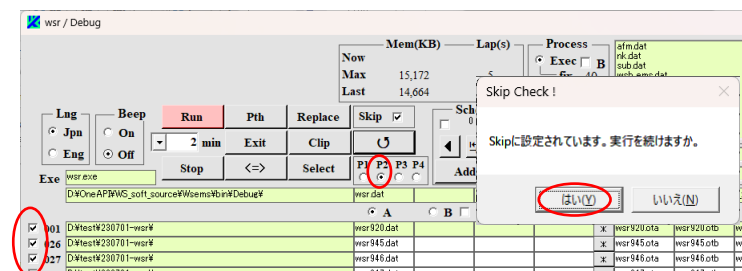 wsr / Debug
Mem(KB) Lap(s) Process
Now Exec B
Max 15,172 5
Last 14,664
afm.dat
nk.dat
sub.dat
Skip Check !
Skipに設定されています。実行を続けますか。
はい(Y) いいえ(N)
Lng Beep Run Pth Replace Skip
Jpn On 2 min Exit Clip ↺
Eng Off Stop <=> Select P1 P2 P3 P4 Add
Exe wsr.exe
D:¥OneAPI¥WS_soft_source¥Wsems¥bin¥Debug¥ wsr.dat
A B
001 D:¥test¥230701-wsr¥ wsr920.dat x wsr920.ota wsr920.otb
026 D:¥test¥230701-wsr¥ wsr945.dat x wsr945.ota wsr945.otb
027 D:¥test¥230701-wsr¥ wsr946.dat x wsr946.ota wsr946.otb